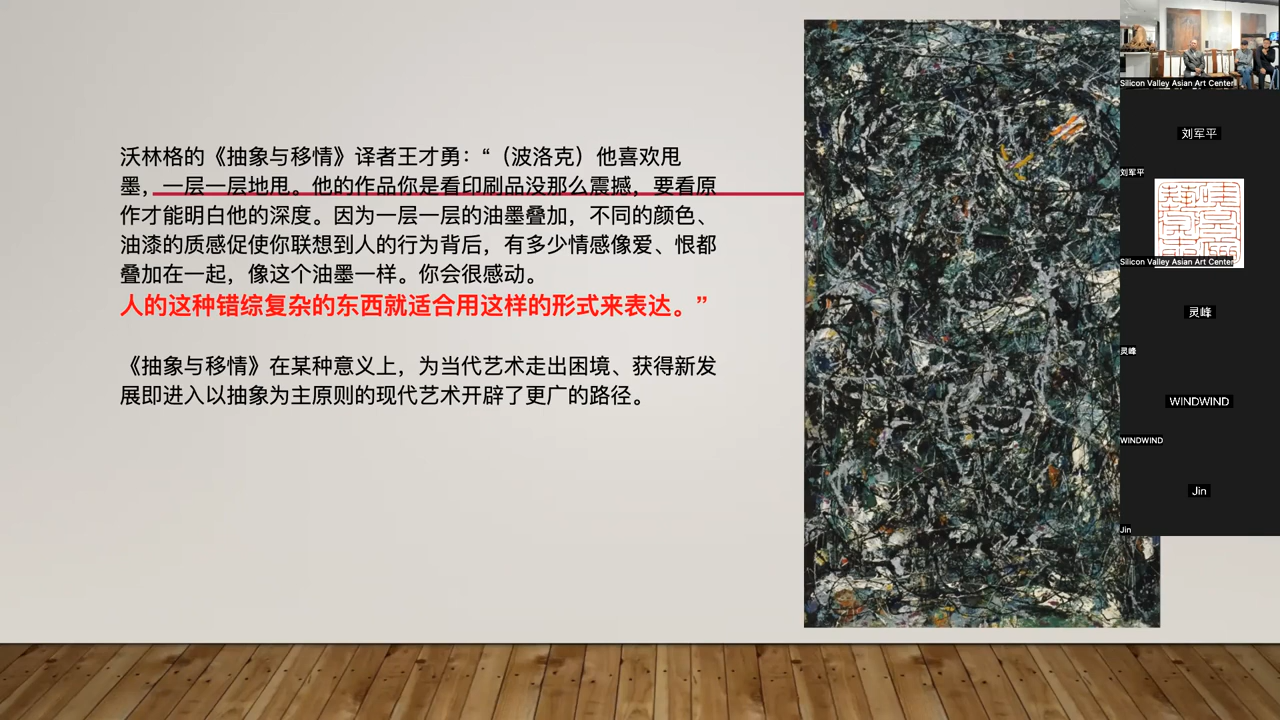 沃林格的《抽象与移情》译者王才勇：“（波洛克）他喜欢甩
墨，一层一层地甩。他的作品你是看印刷品没那么震撼，要看原
作才能明白他的深度。因为一层一层的油墨叠加，不同的颜色、
油漆的质感促使你联想到人的行为背后，有多少情感像爱、恨都
叠加在一起，像这个油墨一样。你会很感动。
人的这种错综复杂的东西就适合用这样的形式来表达。”
《抽象与移情》在某种意义上，为当代艺术走出困境、获得新发
展即进入以抽象为主原则的现代艺术开辟了更广的路径。
Silicon Valley Asian Art Center
刘军平
刘军平
Silicon Valley Asian Art Center
灵峰
灵峰
WINDWIND
WINDWIND
Jin
Jin